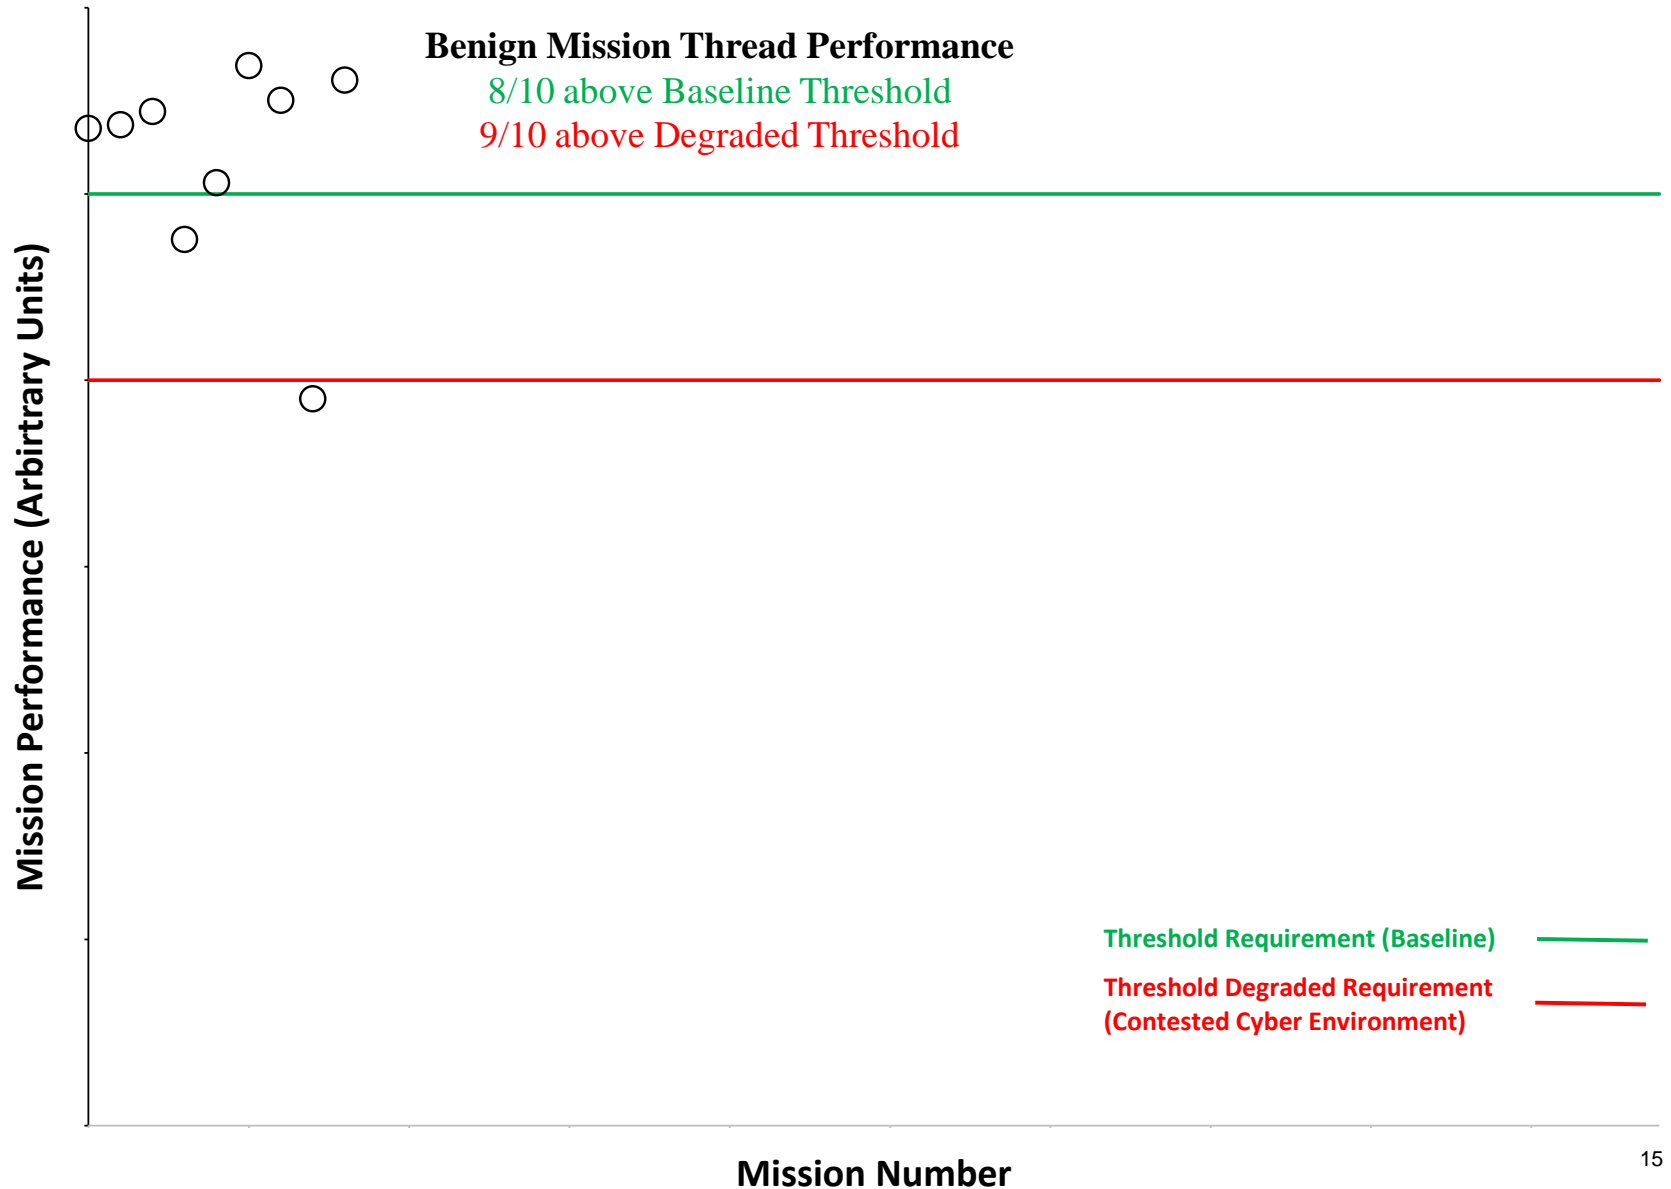 Benign Mission Thread Performance
8/10 above Baseline Threshold
9/10 above Degraded Threshold
Mission Performance (Arbirtrary Units)
Threshold Requirement (Baseline)
Threshold Degraded Requirement
(Contested Cyber Environment)
Mission Number
15